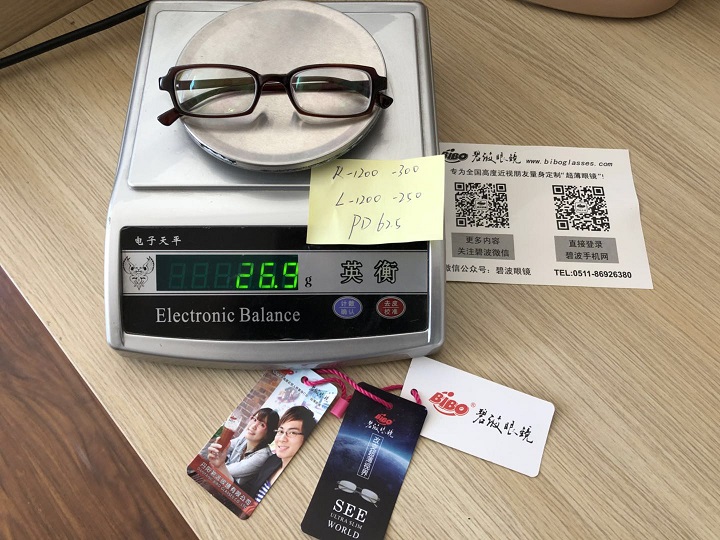 R-1200 -300
L-1200 -250
PD 625
BIBO 碧波眼镜 www.biboglasses.com
专为全国高度近视朋友量身定制"超薄眼镜"!
更多内容
关注碧波微信
直接登录
碧波手机网
微信公众号：碧波眼镜
TEL:0511-86926380
电子天平
26.9 g
英衡
Electronic Balance
计数
确认
去皮
校准
BIBO
碧波眼镜
SEE
ULTRA SLIM
WORLD
BIBO® 碧波眼镜